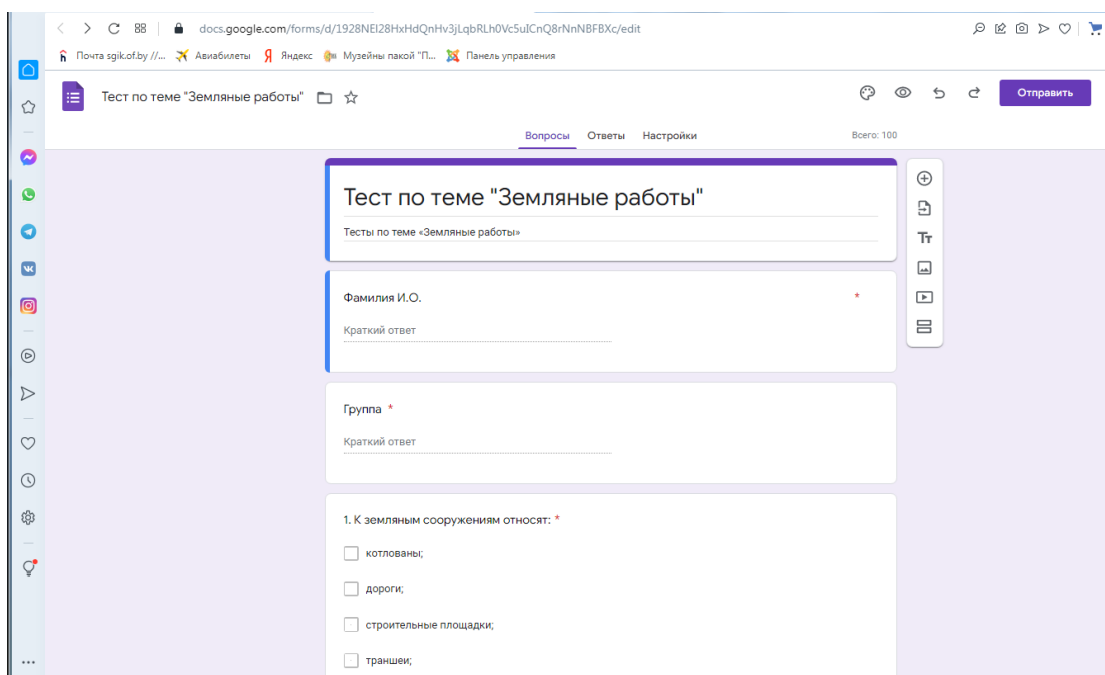 docs.google.com/forms/d/1928NEI28HxHdQnHv3jLqbRLh0Vc5uICnQ8rNnNBFBXc/edit
Почта sgik.of.by //... Авиабилеты Яндекс Музейны пакой "П... Панель управления
Тест по теме "Земляные работы" Отправить
Вопросы Ответы Настройки Всего: 100
Тест по теме "Земляные работы"
Тесты по теме «Земляные работы»
Фамилия И.О. *
Краткий ответ
Группа *
Краткий ответ
1. К земляным сооружениям относят: *
котлованы;
дороги;
строительные площадки;
траншеи;